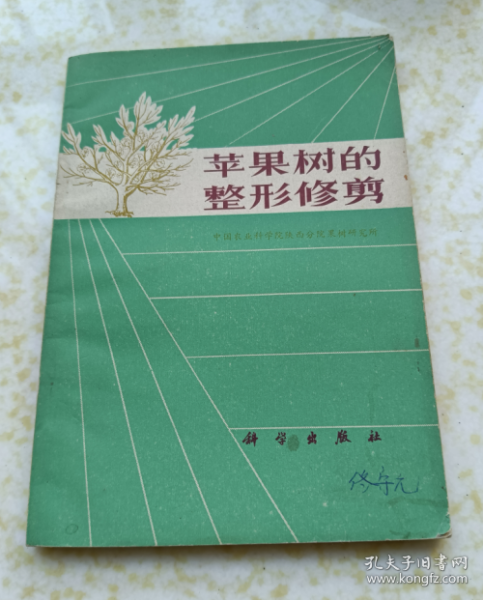 苹果树的
整形修剪
中国农业科学院陕西分院果树研究所
科学出版社
孔夫子旧书网
www.kongfz.com